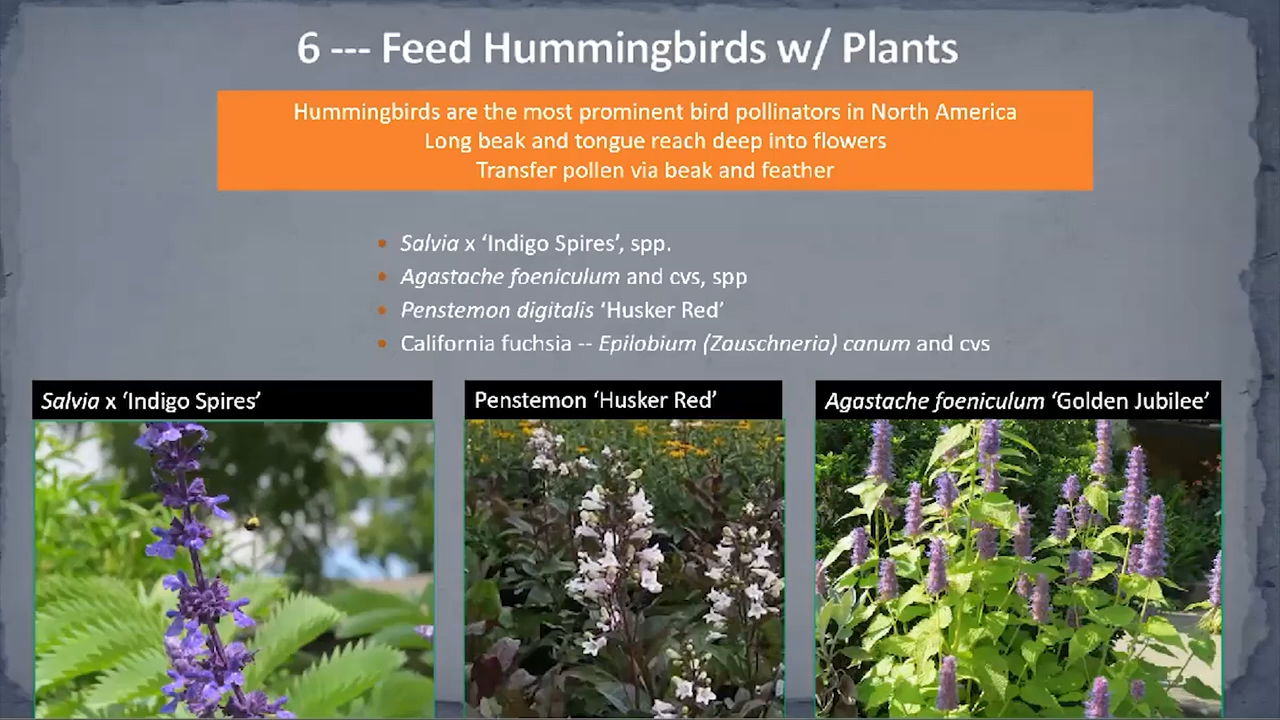 6 --- Feed Hummingbirds w/ Plants
Hummingbirds are the most prominent bird pollinators in North America
Long beak and tongue reach deep into flowers
Transfer pollen via beak and feather
• Salvia x ‘Indigo Spires’, spp.
• Agastache foeniculum and cvs, spp
• Penstemon digitalis ‘Husker Red’
• California fuchsia -- Epilobium (Zauschneria) canum and cvs
Salvia x ‘Indigo Spires’
Penstemon ‘Husker Red’
Agastache foeniculum ‘Golden Jubilee’